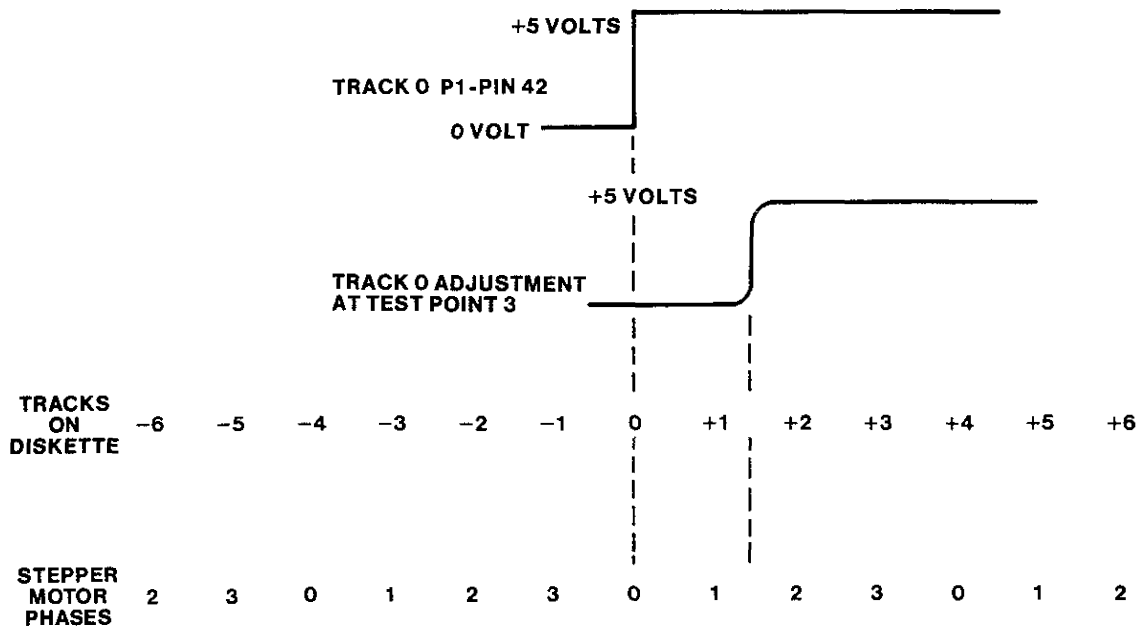 +5 VOLTS
TRACK 0 P1-PIN 42
0 VOLT
+5 VOLTS
TRACK 0 ADJUSTMENT
AT TEST POINT 3
TRACKS
ON
DISKETTE
−6 −5 −4 −3 −2 −1 0 +1 +2 +3 +4 +5 +6
STEPPER
MOTOR
PHASES
2 3 0 1 2 3 0 1 2 3 0 1 2